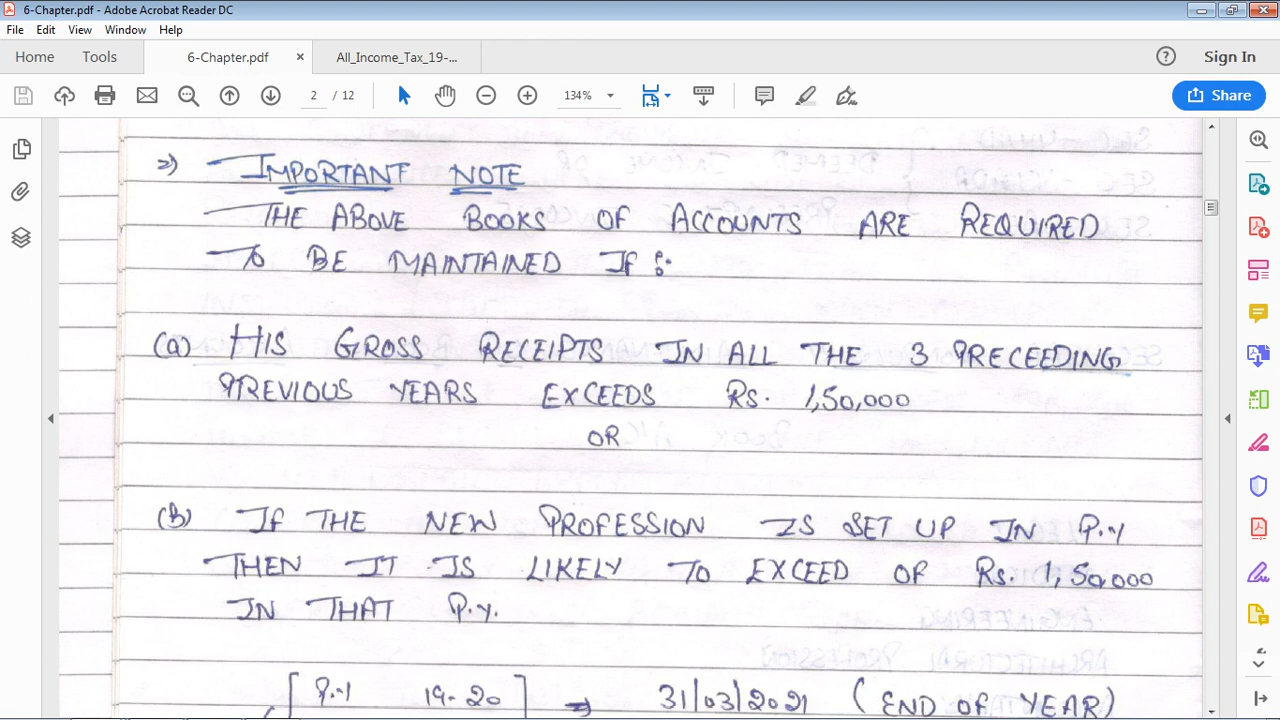 6-Chapter.pdf - Adobe Acrobat Reader DC
File Edit View Window Help
Home Tools 6-Chapter.pdf × All_Income_Tax_19-... Sign In
2 / 12 134% Share
=) IMPORTANT NOTE
THE ABOVE BOOKS OF ACCOUNTS ARE REQUIRED
TO BE MAINTAINED IF :-
(a) HIS GROSS RECEIPTS IN ALL THE 3 PRECEEDING
PREVIOUS YEARS EXCEEDS RS. 1,50,000
OR
(b) IF THE NEW PROFESSION IS SET UP IN P.Y
THEN IT IS LIKELY TO EXCEED OF RS. 1,50,000
IN THAT P.Y.
[P.Y 19-20] => 31/03/2021 (END OF YEAR)